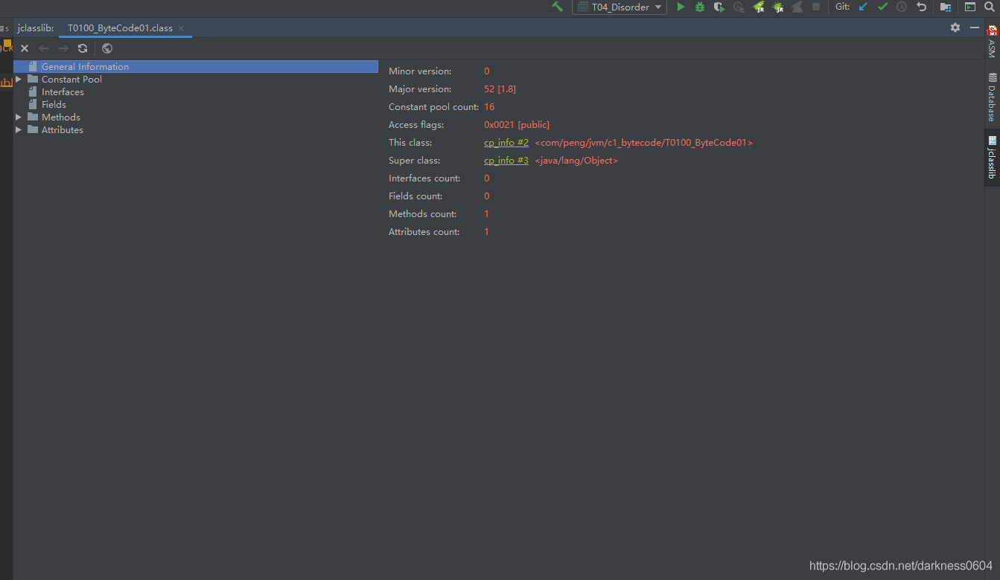 T04_Disorder Git:
jclasslib: T0100_ByteCode01.class
General Information
Constant Pool
Interfaces
Fields
Methods
Attributes
Minor version: 0
Major version: 52 [1.8]
Constant pool count: 16
Access flags: 0x0021 [public]
This class: cp_info #2 <com/peng/jvm/c1_bytecode/T0100_ByteCode01>
Super class: cp_info #3 <java/lang/Object>
Interfaces count: 0
Fields count: 0
Methods count: 1
Attributes count: 1
ASM
Database
jclasslib
https://blog.csdn.net/darkness0604